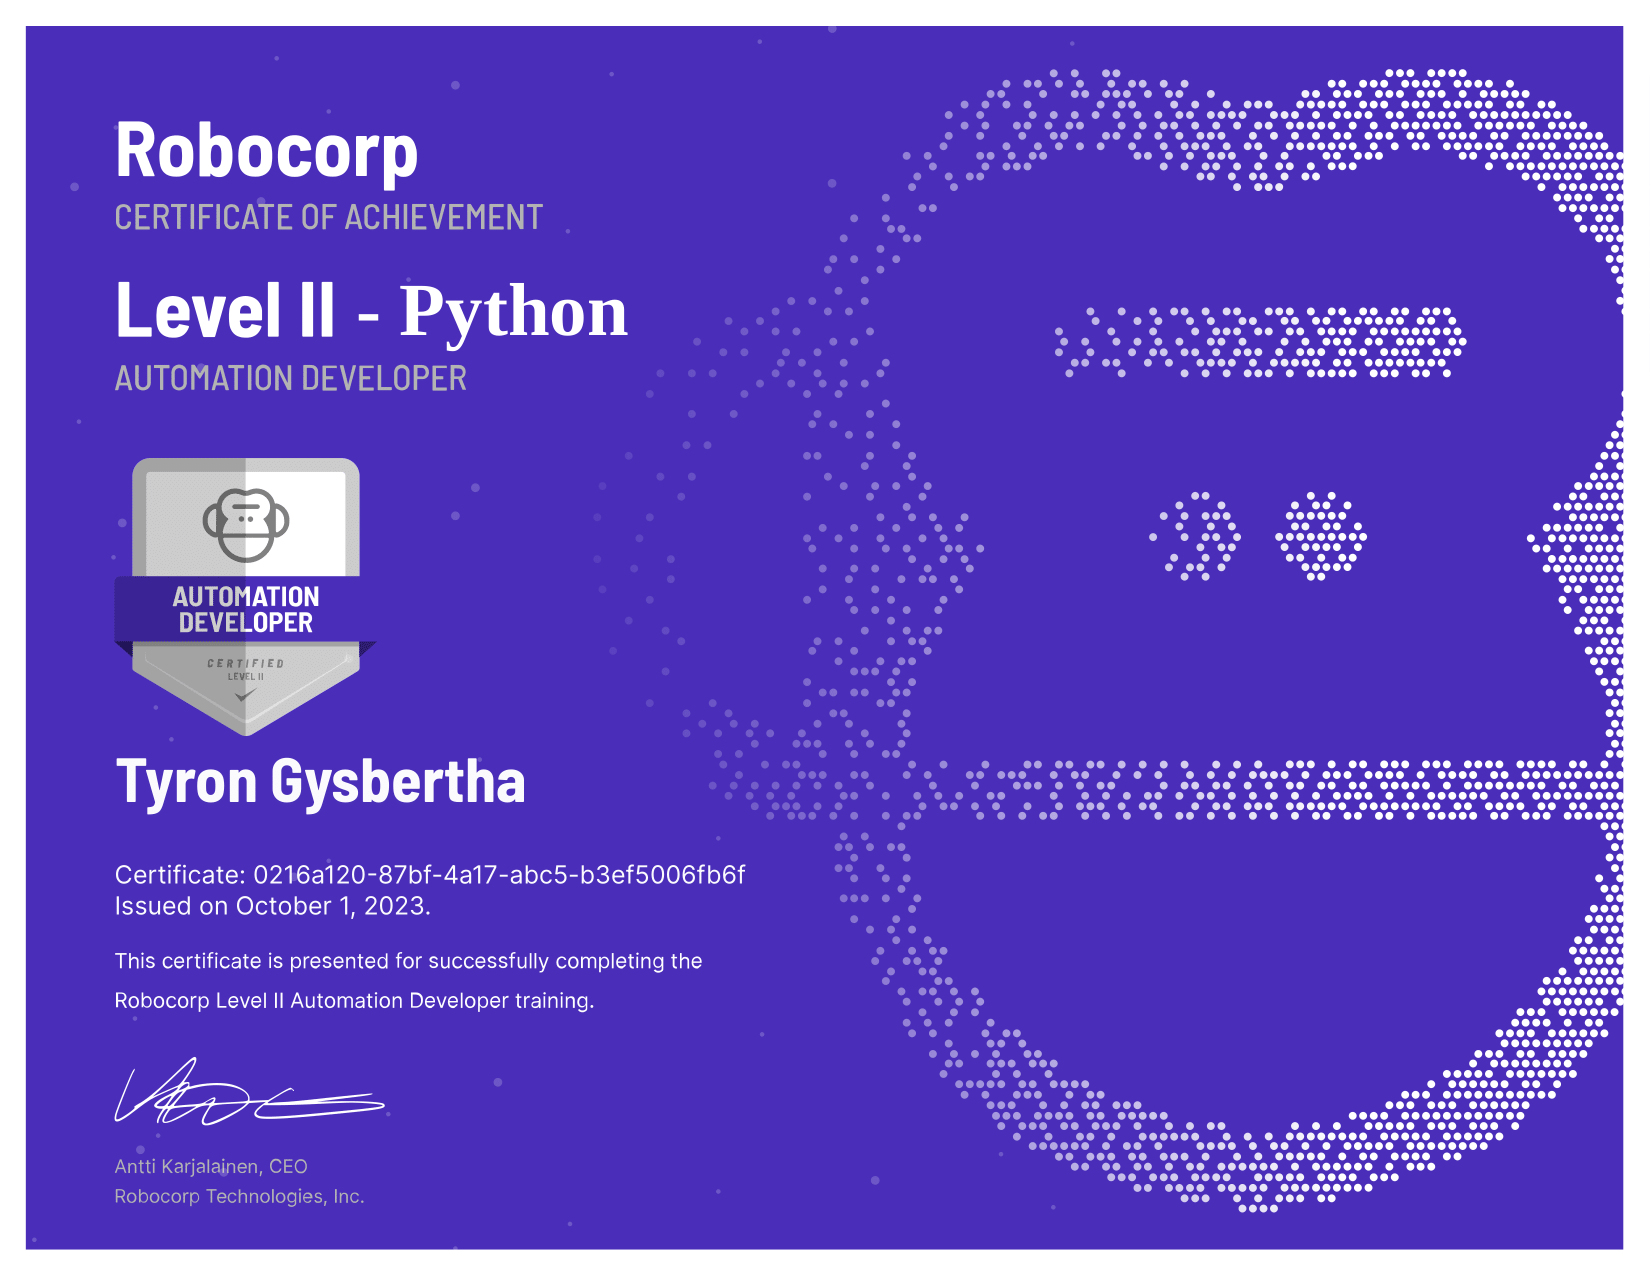 Robocorp
CERTIFICATE OF ACHIEVEMENT
Level II - Python
AUTOMATION DEVELOPER
AUTOMATION
DEVELOPER
CERTIFIED
LEVEL II
Tyron Gysbertha
Certificate: 0216a120-87bf-4a17-abc5-b3ef5006fb6f
Issued on October 1, 2023.
This certificate is presented for successfully completing the
Robocorp Level II Automation Developer training.
Antti Karjalainen, CEO
Robocorp Technologies, Inc.